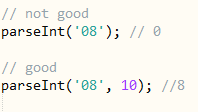 // not good
parseInt('08'); // 0
// good
parseInt('08', 10); //8